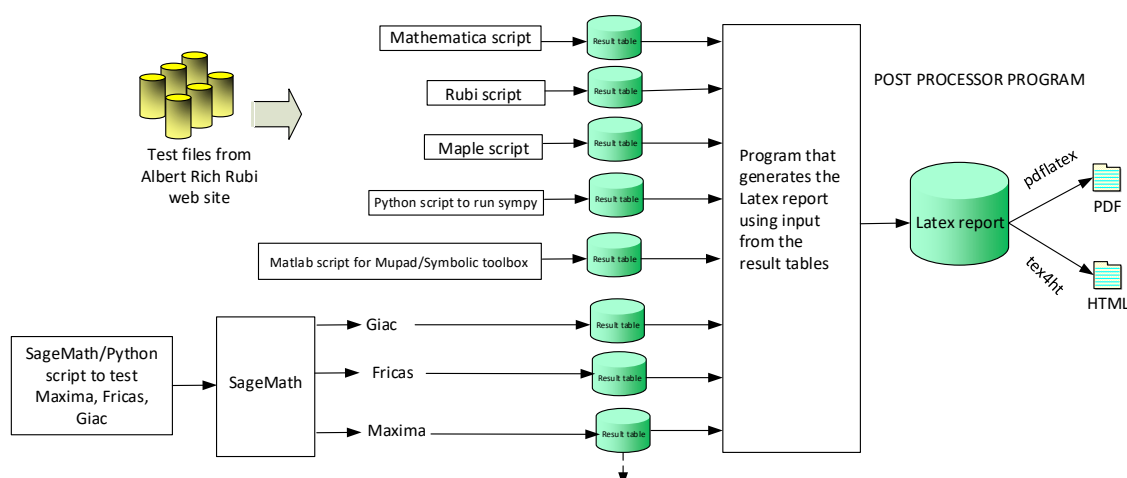 Mathematica script
Result table
Rubi script
Result table
POST PROCESSOR PROGRAM
Test files from
Albert Rich Rubi
web site
Maple script
Result table
Program that
generates the
Latex report
using input
from the
result tables
Python script to run sympy
Result table
Latex report
pdflatex
PDF
tex4ht
HTML
Matlab script for Mupad/Symbolic toolbox
Result table
SageMath/Python
script to test
Maxima, Fricas,
Giac
SageMath
Giac
Result table
Fricas
Result table
Maxima
Result table